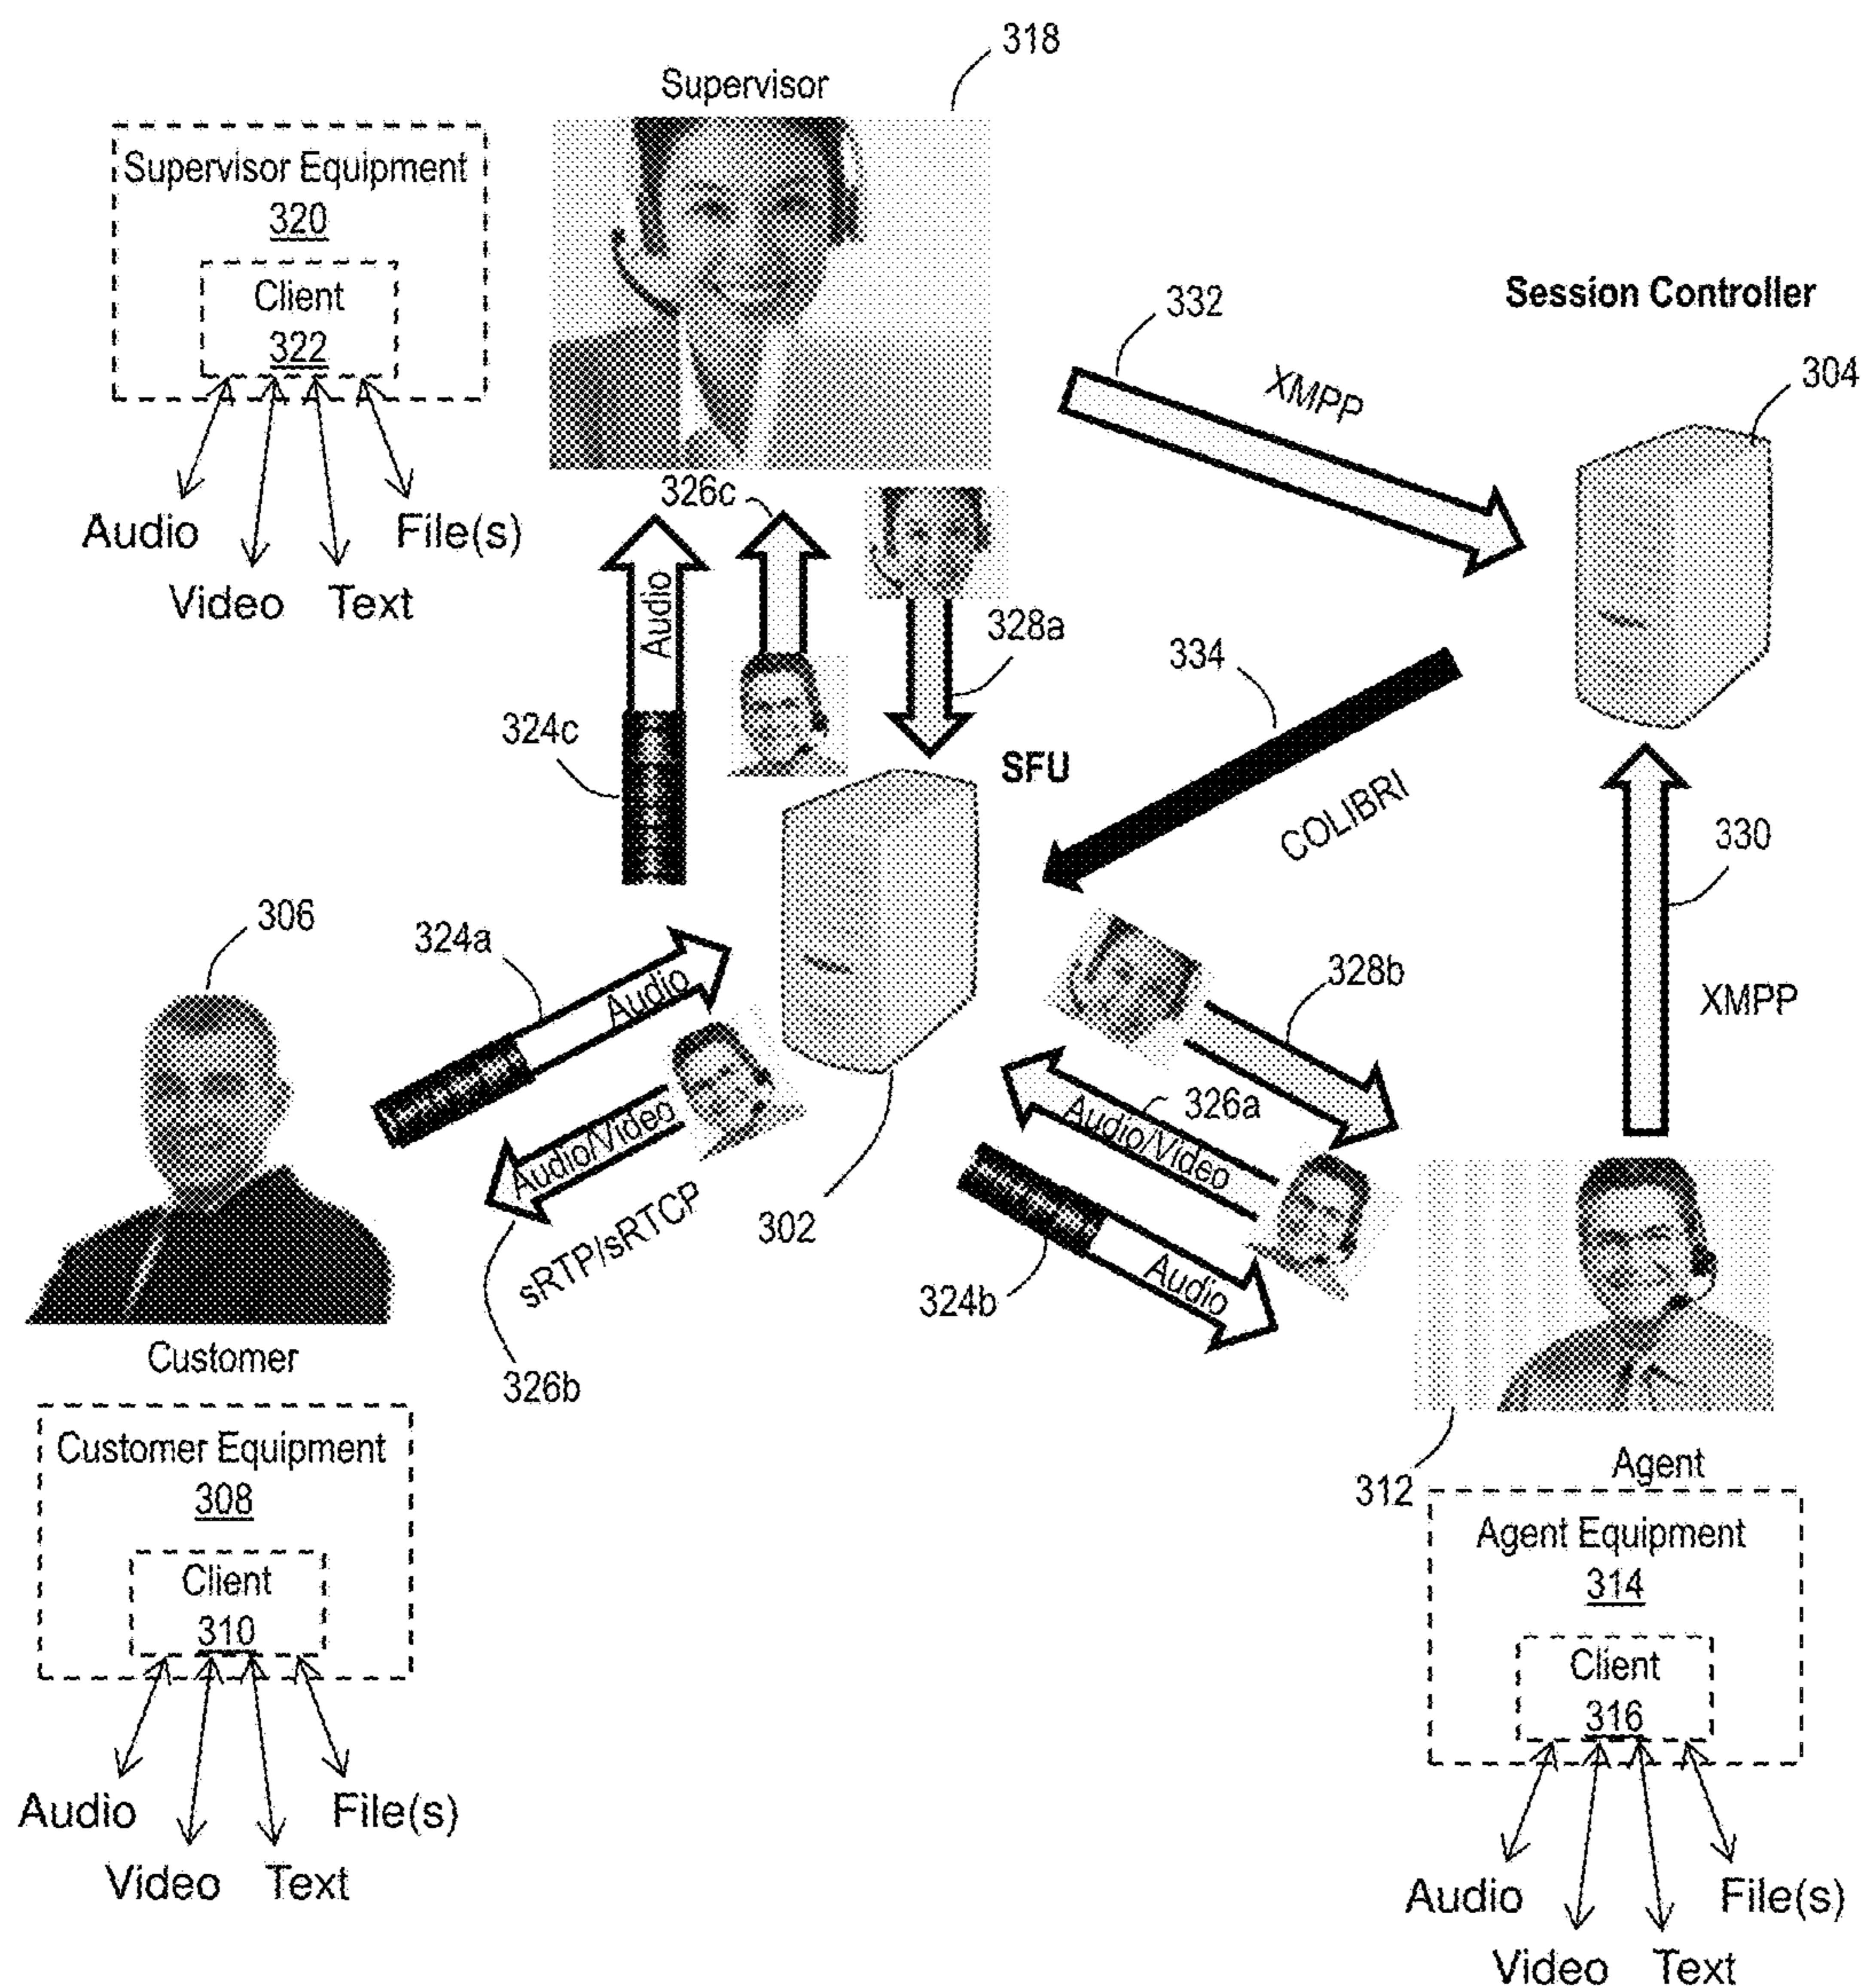 318
Supervisor
Supervisor Equipment
320
Client
322
Audio
File(s)
Video
Text
332
XMPP
Session Controller
304
326c
Audio
328a
324c
SFU
334
COLIBRI
330
XMPP
306
324a
Audio
Audio/Video
sRTP/sRTCP
326b
302
328b
326a
Audio/Video
324b
Audio
Customer
Customer Equipment
308
Client
310
Audio
File(s)
Video
Text
312
Agent
Agent Equipment
314
Client
316
Audio
File(s)
Video
Text